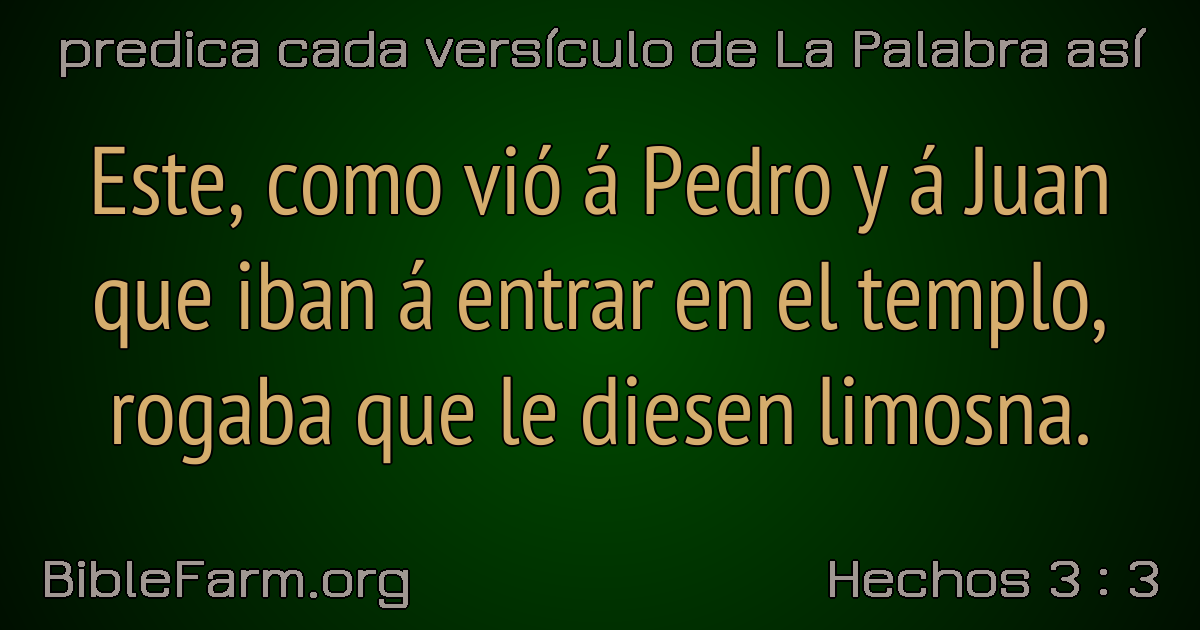 predica cada versículo de La Palabra así
Este, como vió á Pedro y á Juan
que iban á entrar en el templo,
rogaba que le diesen limosna.
BibleFarm.org
Hechos 3 : 3